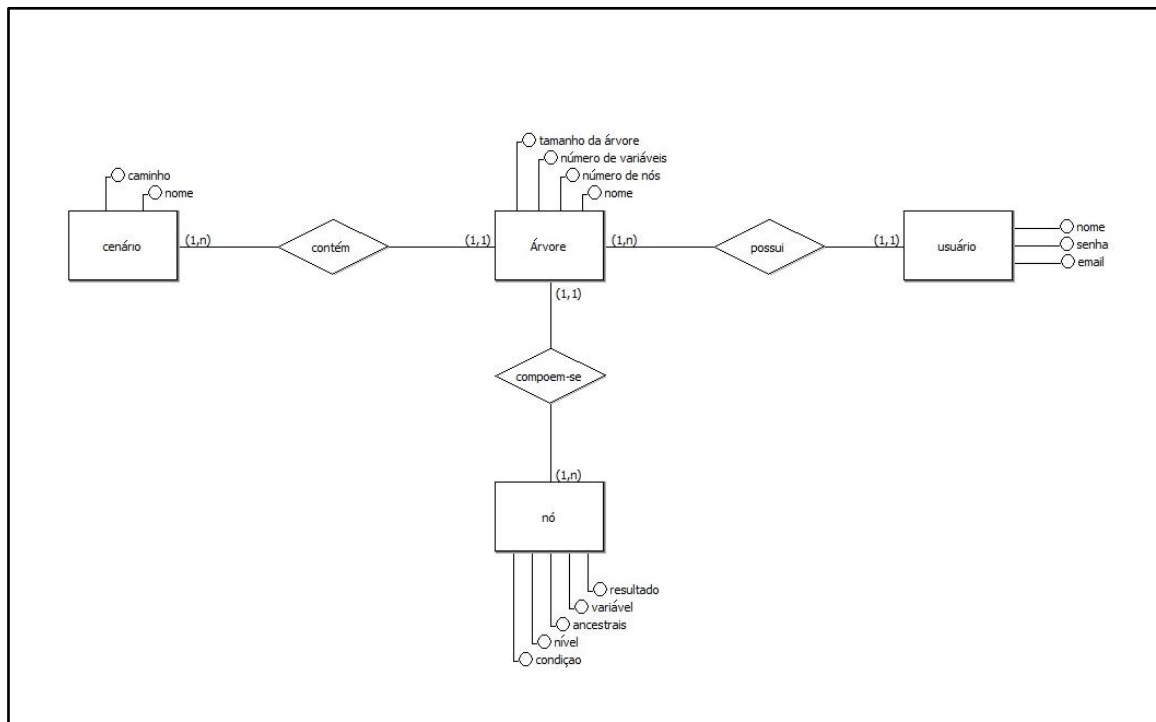 tamanho da árvore
número de variáveis
número de nós
nome
caminho
nome
cenário
(1,n)
contém
(1,1)
Árvore
(1,n)
possui
(1,1)
usuário
nome
senha
email
(1,1)
compoem-se
(1,n)
nó
resultado
variável
ancestrais
nível
condiçao